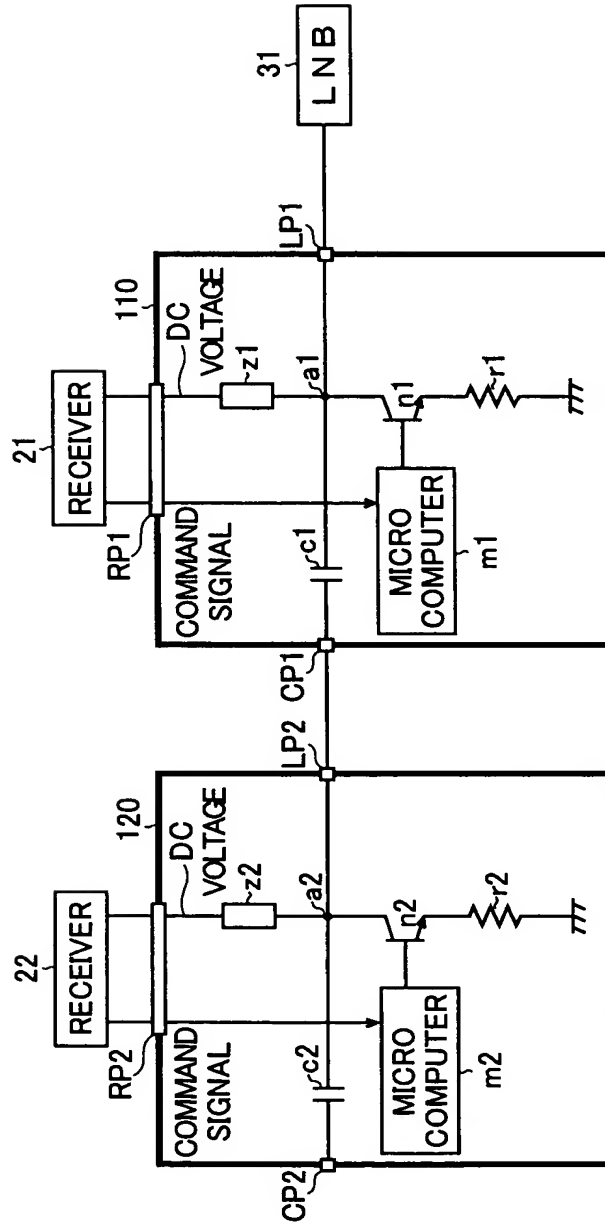 22
RECEIVER
RP2
120
COMMAND
SIGNAL
DC
VOLTAGE
z2
c2
a2
CP2
LP2
MICRO
COMPUTER
m2
n2
r2
21
RECEIVER
RP1
110
COMMAND
SIGNAL
DC
VOLTAGE
z1
c1
a1
CP1
LP1
MICRO
COMPUTER
m1
n1
r1
31
LNB